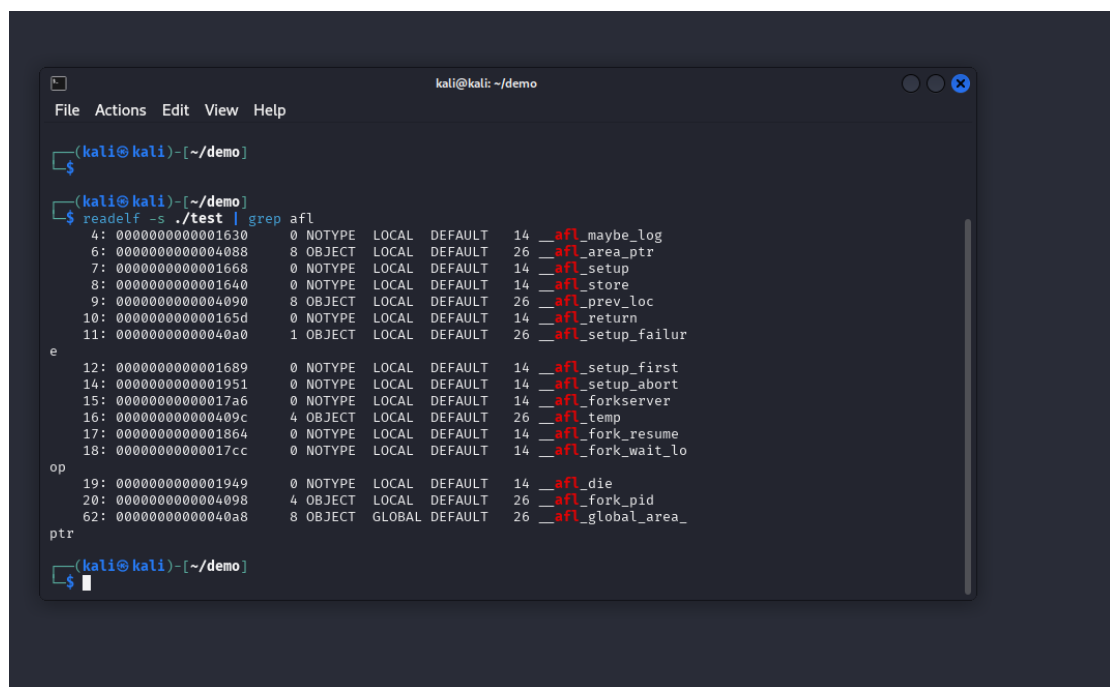 kali@kali: ~/demo
File Actions Edit View Help
┌──(kali㉿kali)-[~/demo]
└─$
┌──(kali㉿kali)-[~/demo]
└─$ readelf -s ./test | grep afl
4: 0000000000001630 0 NOTYPE LOCAL DEFAULT 14 __afl_maybe_log
6: 0000000000004088 8 OBJECT LOCAL DEFAULT 26 __afl_area_ptr
7: 0000000000001668 0 NOTYPE LOCAL DEFAULT 14 __afl_setup
8: 0000000000001640 0 NOTYPE LOCAL DEFAULT 14 __afl_store
9: 0000000000004090 8 OBJECT LOCAL DEFAULT 26 __afl_prev_loc
10: 000000000000165d 0 NOTYPE LOCAL DEFAULT 14 __afl_return
11: 00000000000040a0 1 OBJECT LOCAL DEFAULT 26 __afl_setup_failur
e
12: 0000000000001689 0 NOTYPE LOCAL DEFAULT 14 __afl_setup_first
14: 0000000000001951 0 NOTYPE LOCAL DEFAULT 14 __afl_setup_abort
15: 00000000000017a6 0 NOTYPE LOCAL DEFAULT 14 __afl_forkserver
16: 000000000000409c 4 OBJECT LOCAL DEFAULT 26 __afl_temp
17: 0000000000001864 0 NOTYPE LOCAL DEFAULT 14 __afl_fork_resume
18: 00000000000017cc 0 NOTYPE LOCAL DEFAULT 14 __afl_fork_wait_lo
op
19: 0000000000001949 0 NOTYPE LOCAL DEFAULT 14 __afl_die
20: 0000000000004098 4 OBJECT LOCAL DEFAULT 26 __afl_fork_pid
62: 00000000000040a8 8 OBJECT GLOBAL DEFAULT 26 __afl_global_area_
ptr
┌──(kali㉿kali)-[~/demo]
└─$